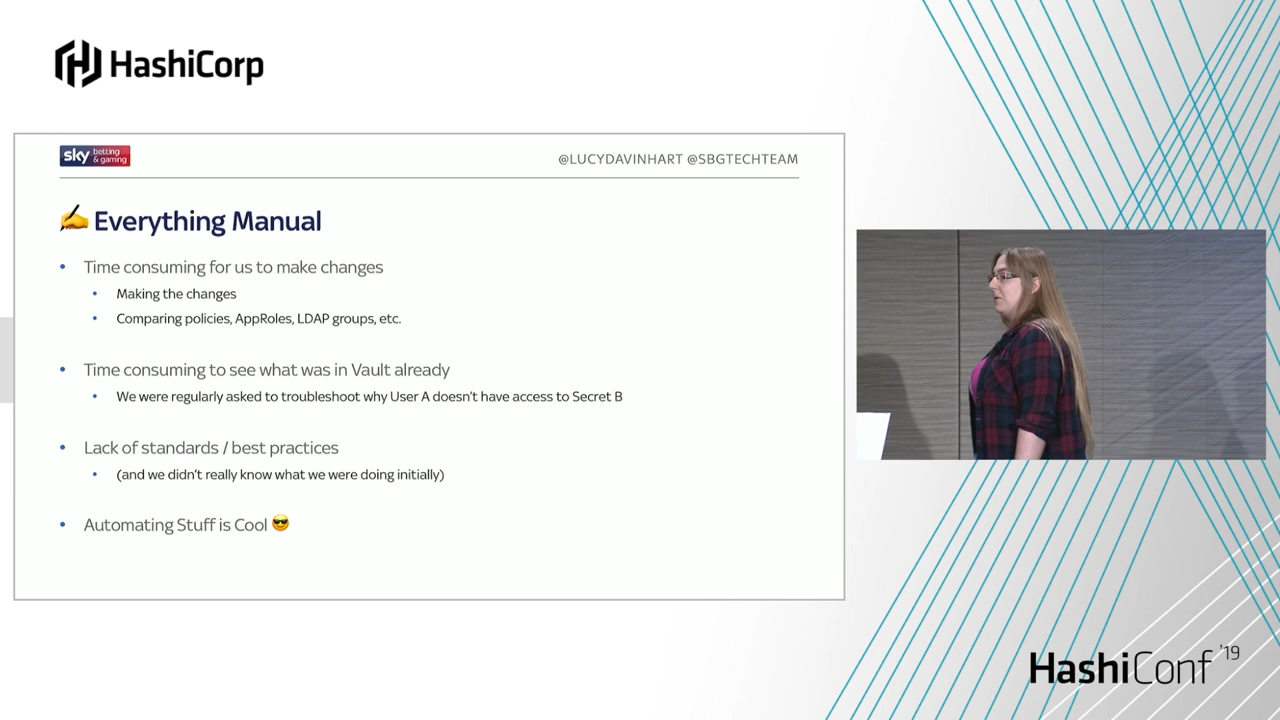 HashiCorp
sky betting & gaming
@LUCYDAVINHART @SBGTECHTEAM
✍️ Everything Manual
• Time consuming for us to make changes
• Making the changes
• Comparing policies, AppRoles, LDAP groups, etc.
• Time consuming to see what was in Vault already
• We were regularly asked to troubleshoot why User A doesn't have access to Secret B
• Lack of standards / best practices
• (and we didn't really know what we were doing initially)
• Automating Stuff is Cool 😎
HashiConf '19